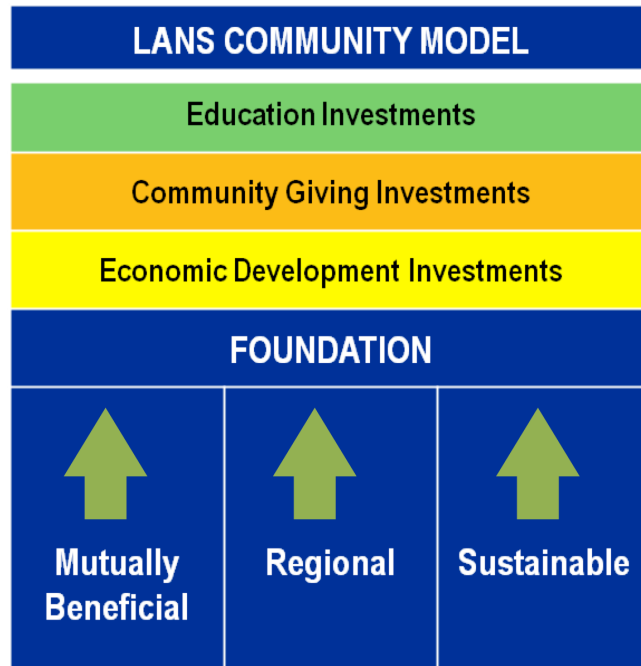 LANS COMMUNITY MODEL
Education Investments
Community Giving Investments
Economic Development Investments
FOUNDATION
Mutually
Beneficial
Regional
Sustainable